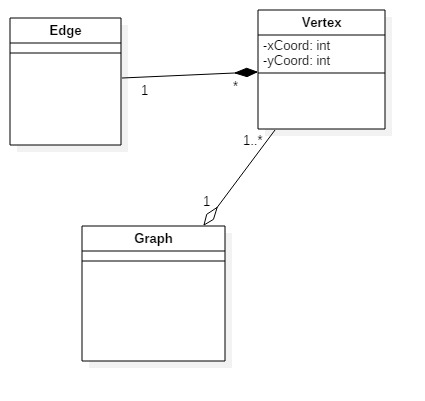 Edge
Vertex
-xCoord: int
-yCoord: int
1
*
1..*
1
Graph